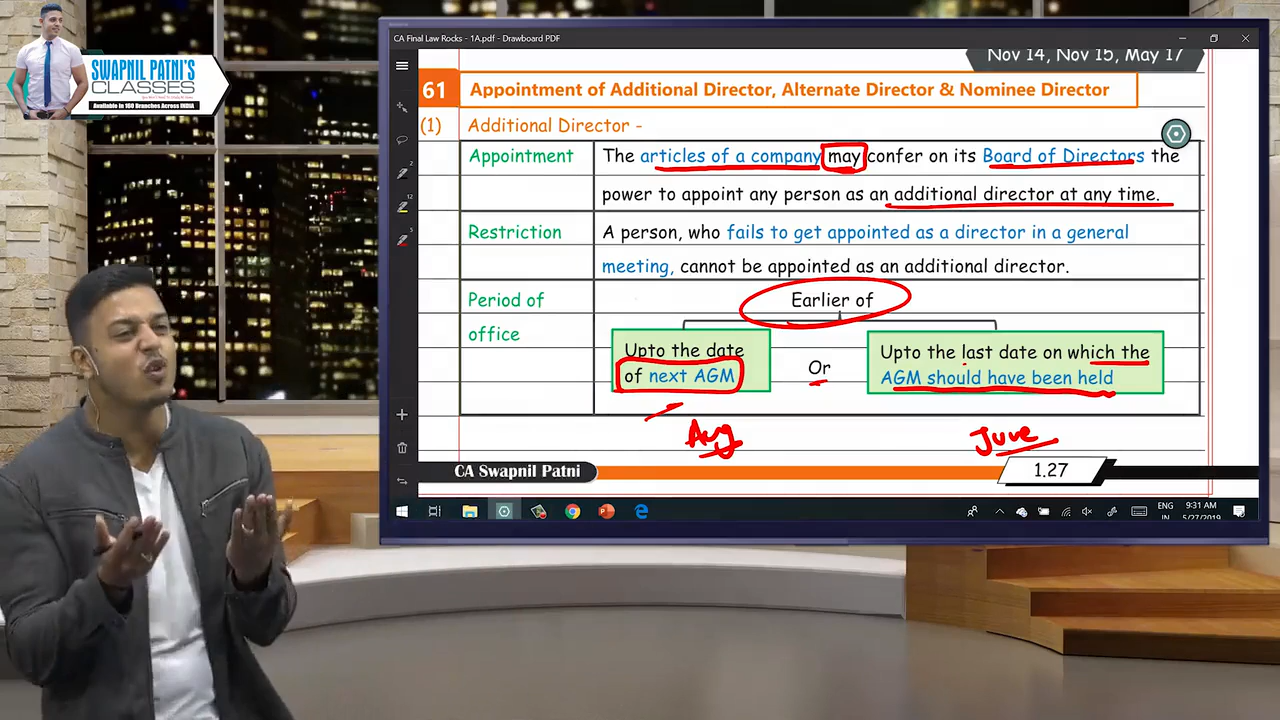 SWAPNIL PATNI'S
CLASSES
Available in 160 Branches Across INDIA
CA Final Law Rocks - 1A.pdf - Drawboard PDF
Nov 14, Nov 15, May 17
61 Appointment of Additional Director, Alternate Director & Nominee Director
(1) Additional Director -
Appointment The articles of a company may confer on its Board of Directors the
power to appoint any person as an additional director at any time.
Restriction A person, who fails to get appointed as a director in a general
meeting, cannot be appointed as an additional director.
Period of office
Earlier of
Upto the date
of next AGM
Or
Upto the last date on which the
AGM should have been held
Aug
June
CA Swapnil Patni
1.27
ENG
IN
9:31 AM
5/27/2019